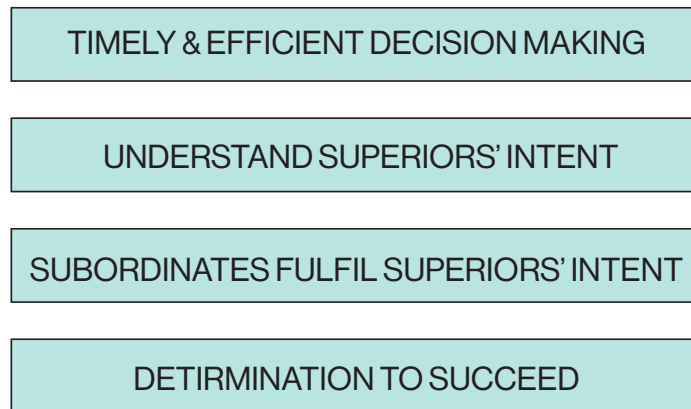 TIMELY & EFFICIENT DECISION MAKING
UNDERSTAND SUPERIORS’ INTENT
SUBORDINATES FULFIL SUPERIORS’ INTENT
DETIRMINATION TO SUCCEED